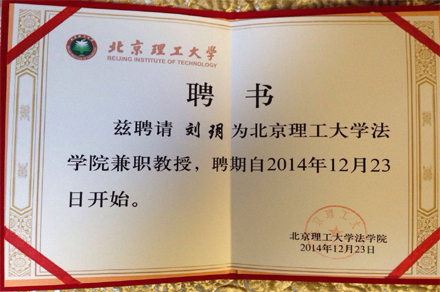 北京理工大学
BEIJING INSTITUTE OF TECHNOLOGY
聘 书
兹聘请 刘玥 为北京理工大学法
学院兼职教授，聘期自2014年12月23
日开始。
北京理工大学法学院
2014年12月23日